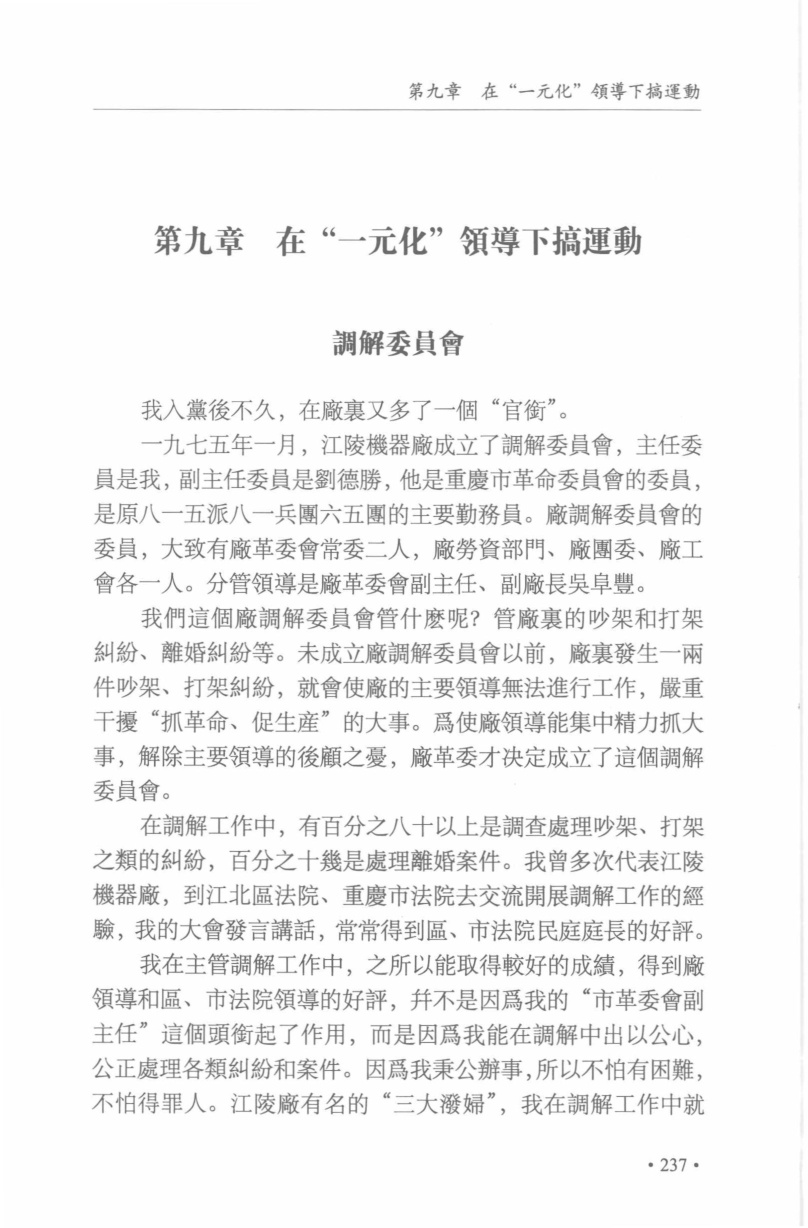 第九章　在“一元化”領導下搞運動
第九章　在“一元化”領導下搞運動
調解委員會
我入黨後不久，在廠裏又多了一個“官銜”。
一九七五年一月，江陵機器廠成立了調解委員會，主任委
員是我，副主任委員是劉德勝，他是重慶市革命委員會的委員，
是原八一五派八一兵團六五團的主要勤務員。廠調解委員會的
委員，大致有廠革委會常委二人，廠勞資部門、廠團委、廠工
會各一人。分管領導是廠革委會副主任、副廠長吳阜豐。
我們這個廠調解委員會管什麽呢？管廠裏的吵架和打架
糾紛、離婚糾紛等。未成立廠調解委員會以前，廠裏發生一兩
件吵架、打架糾紛，就會使廠的主要領導無法進行工作，嚴重
干擾“抓革命、促生産”的大事。爲使廠領導能集中精力抓大
事，解除主要領導的後顧之憂，廠革委才决定成立了這個調解
委員會。
在調解工作中，有百分之八十以上是調查處理吵架、打架
之類的糾紛，百分之十幾是處理離婚案件。我曾多次代表江陵
機器廠，到江北區法院、重慶市法院去交流開展調解工作的經
驗，我的大會發言講話，常常得到區、市法院民庭庭長的好評。
我在主管調解工作中，之所以能取得較好的成績，得到廠
領導和區、市法院領導的好評，幷不是因爲我的“市革委會副
主任”這個頭銜起了作用，而是因爲我能在調解中出以公心，
公正處理各類糾紛和案件。因爲我秉公辦事，所以不怕有困難，
不怕得罪人。江陵廠有名的“三大潑婦”，我在調解工作中就
• 237 •